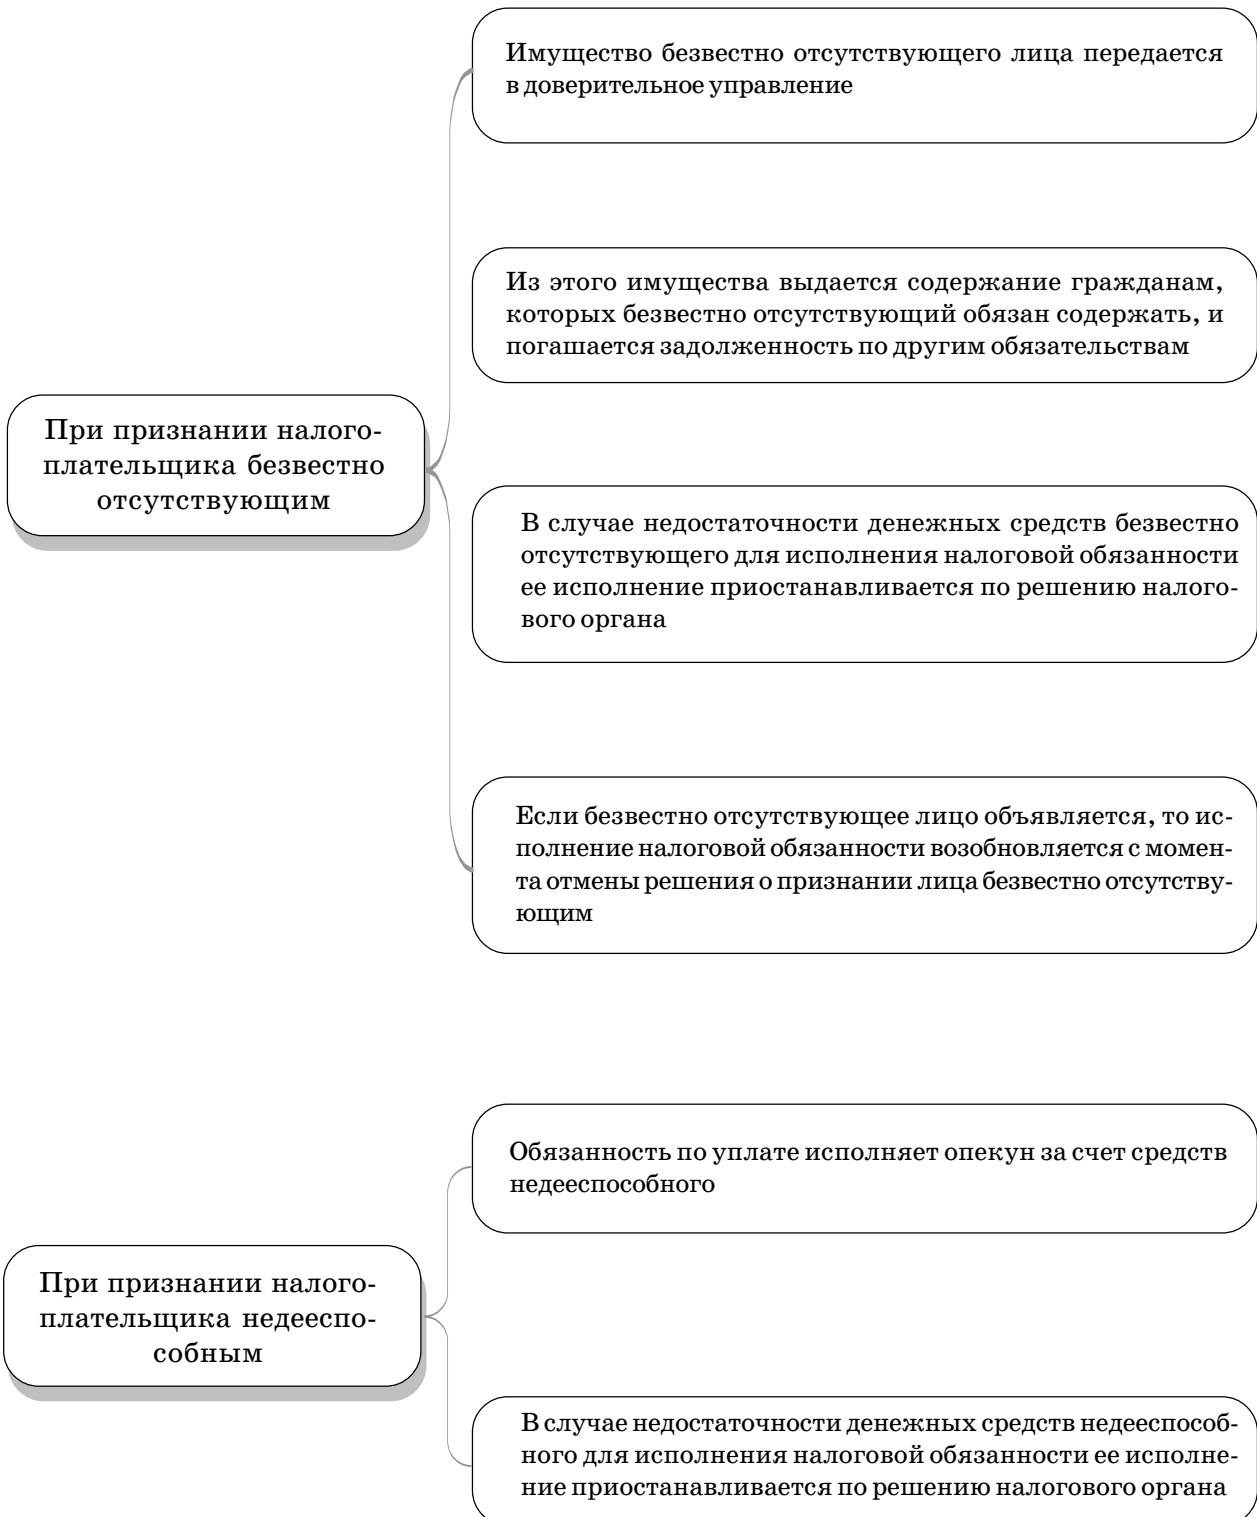 Имущество безвестно отсутствующего лица передается
в доверительное управление
Из этого имущества выдается содержание гражданам,
которых безвестно отсутствующий обязан содержать, и
погашается задолженность по другим обязательствам
При признании налого-
плательщика безвестно
отсутствующим
В случае недостаточности денежных средств безвестно
отсутствующего для исполнения налоговой обязанности
ее исполнение приостанавливается по решению налого-
вого органа
Если безвестно отсутствующее лицо объявляется, то ис-
полнение налоговой обязанности возобновляется с момен-
та отмены решения о признании лица безвестно отсутству-
ющим
Обязанность по уплате исполняет опекун за счет средств
недееспособного
При признании налого-
плательщика недееспо-
собным
В случае недостаточности денежных средств недееспособ-
ного для исполнения налоговой обязанности ее исполне-
ние приостанавливается по решению налогового органа